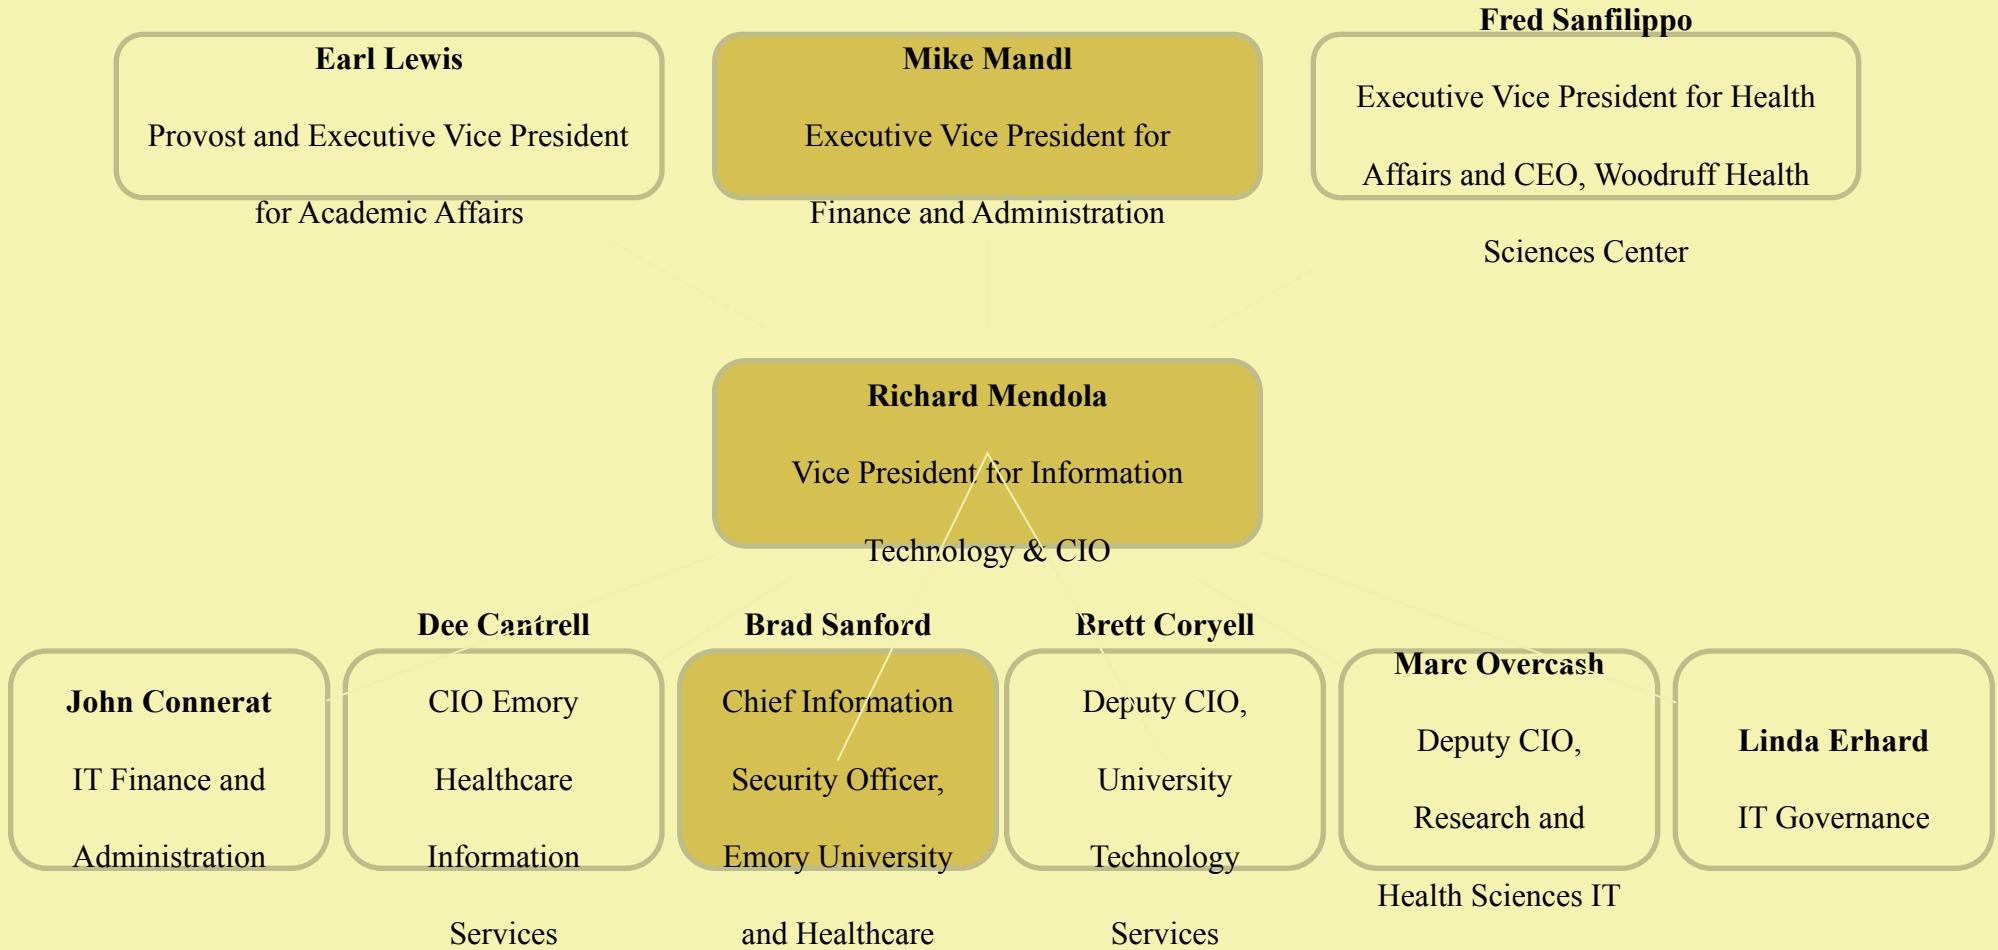 Earl Lewis
Provost and Executive Vice President
for Academic Affairs
Mike Mandl
Executive Vice President for
Finance and Administration
Fred Sanfilippo
Executive Vice President for Health
Affairs and CEO, Woodruff Health
Sciences Center
Richard Mendola
Vice President for Information
Technology & CIO
John Connerat
IT Finance and
Administration
Dee Cantrell
CIO Emory
Healthcare
Information
Services
Brad Sanford
Chief Information
Security Officer,
Emory University
and Healthcare
Brett Coryell
Deputy CIO,
University
Technology
Services
Marc Overcash
Deputy CIO,
Research and
Health Sciences IT
Linda Erhard
IT Governance